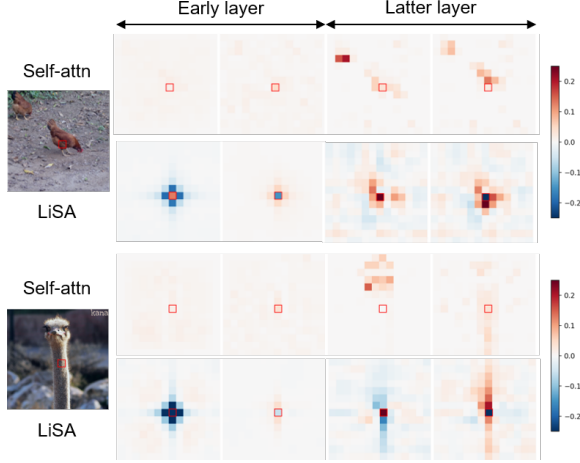 Early layer
Latter layer
Self-attn
LiSA
0.2
0.1
0.0
−0.1
−0.2
Self-attn
kana
LiSA
0.2
0.1
0.0
−0.1
−0.2